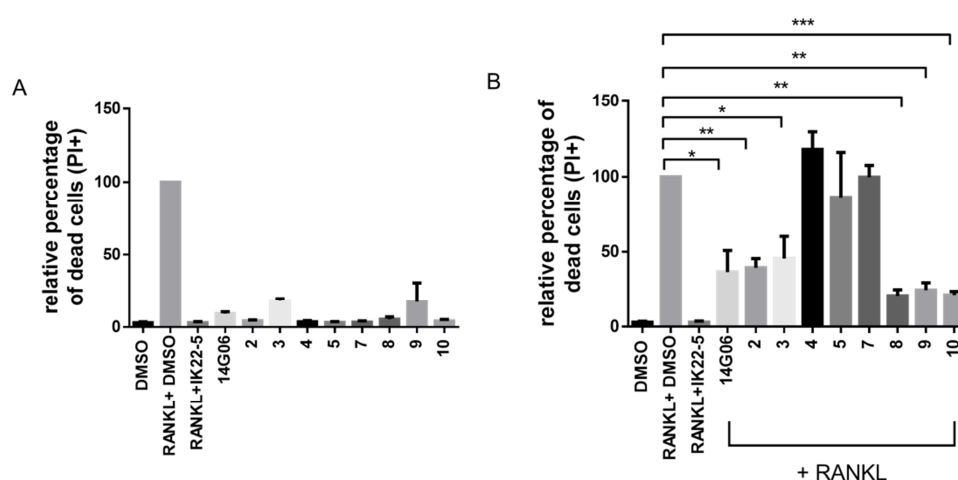 A
relative percentage
of dead cells (PI+)
150
100
50
0
DMSO
RANKL+ DMSO
RANKL+IK22-5
14G06
2
3
4
5
7
8
9
10
B
relative percentage of
dead cells (PI+)
150
100
50
0
***
**
**
*
**
*
DMSO
RANKL+ DMSO
RANKL+IK22-5
14G06
2
3
4
5
7
8
9
10
+ RANKL